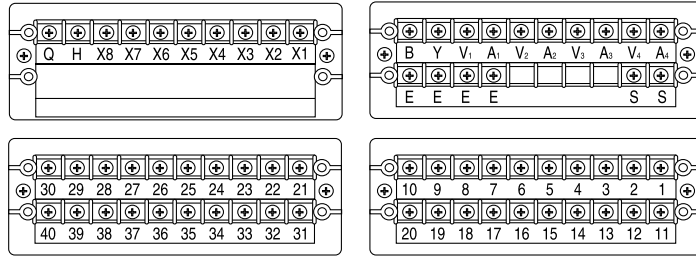 Q H X8 X7 X6 X5 X4 X3 X2 X1
B Y V1 A1 V2 A2 V3 A3 V4 A4
E E E E S S
30 29 28 27 26 25 24 23 22 21
40 39 38 37 36 35 34 33 32 31
10 9 8 7 6 5 4 3 2 1
20 19 18 17 16 15 14 13 12 11